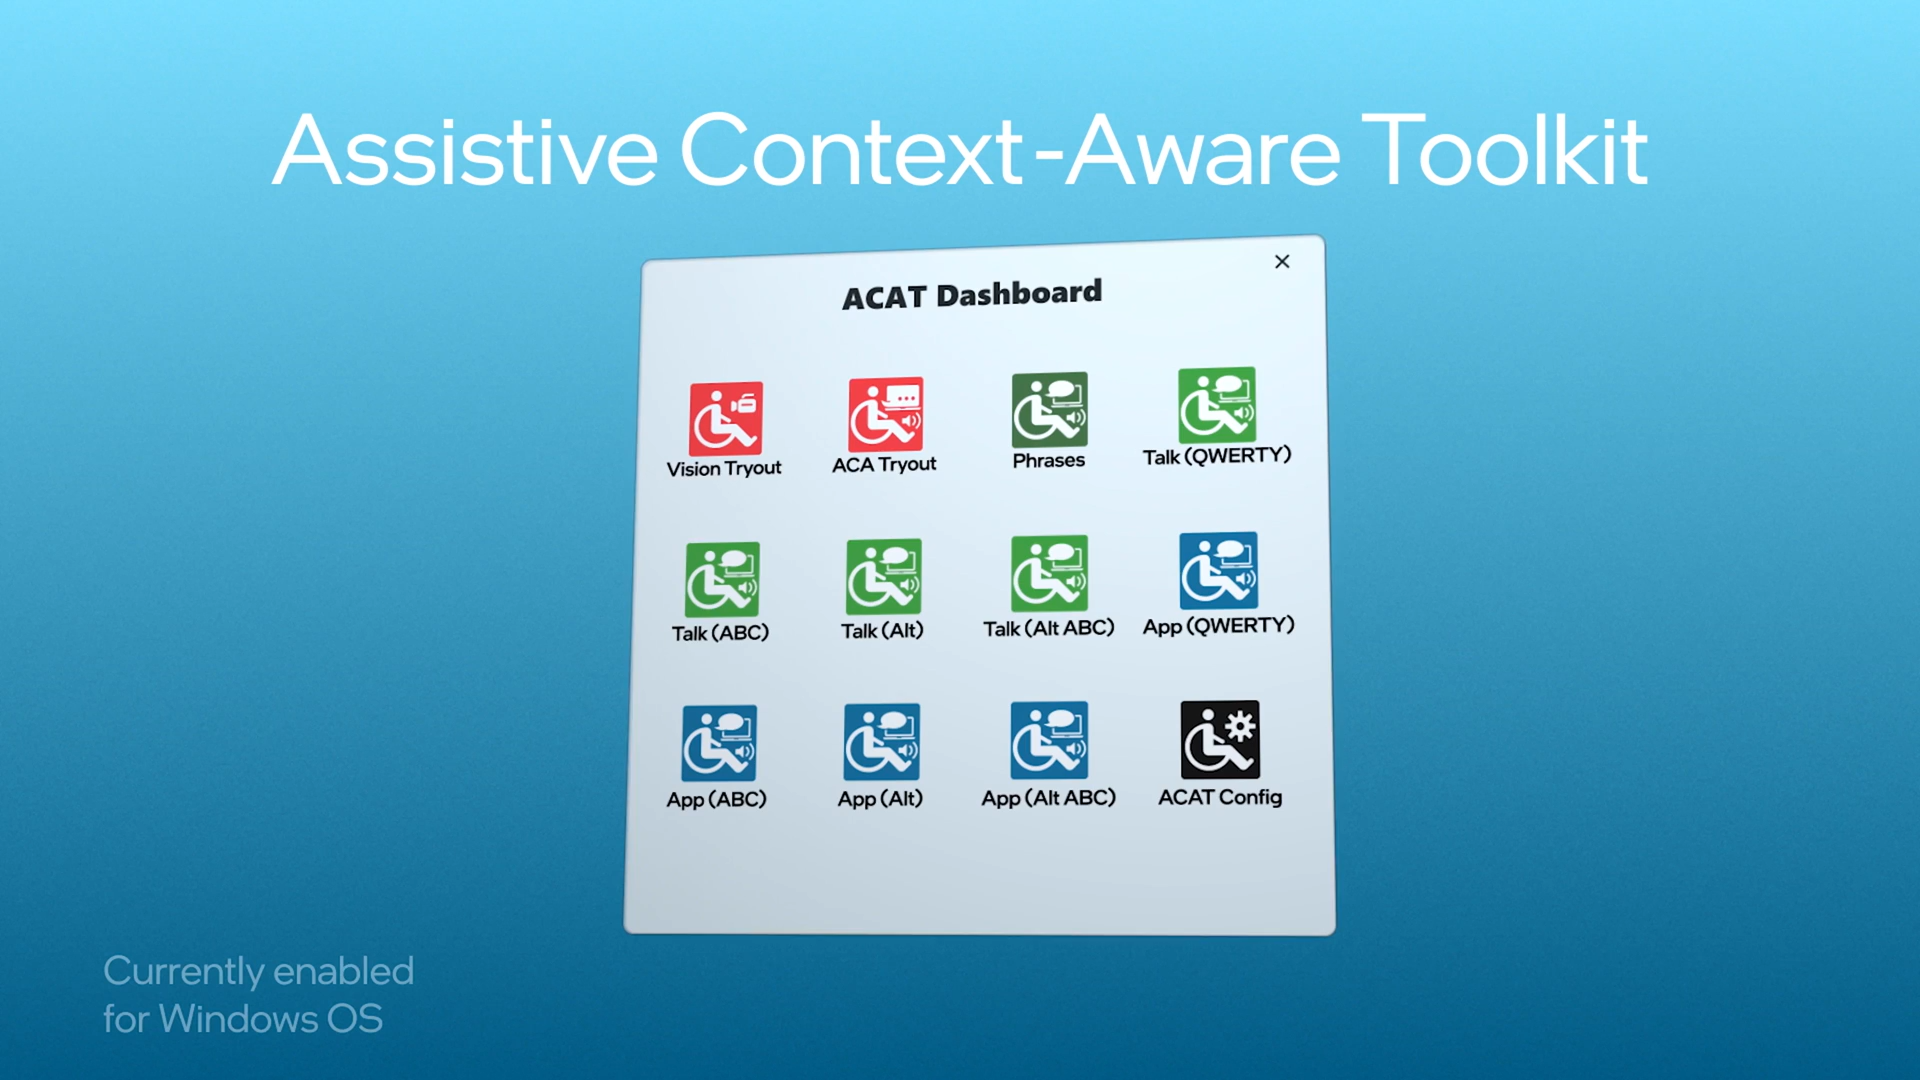 Assistive Context-Aware Toolkit
ACAT Dashboard
Vision Tryout
ACA Tryout
Phrases
Talk (QWERTY)
Talk (ABC)
Talk (Alt)
Talk (Alt ABC)
App (QWERTY)
App (ABC)
App (Alt)
App (Alt ABC)
ACAT Config
Currently enabled
for Windows OS